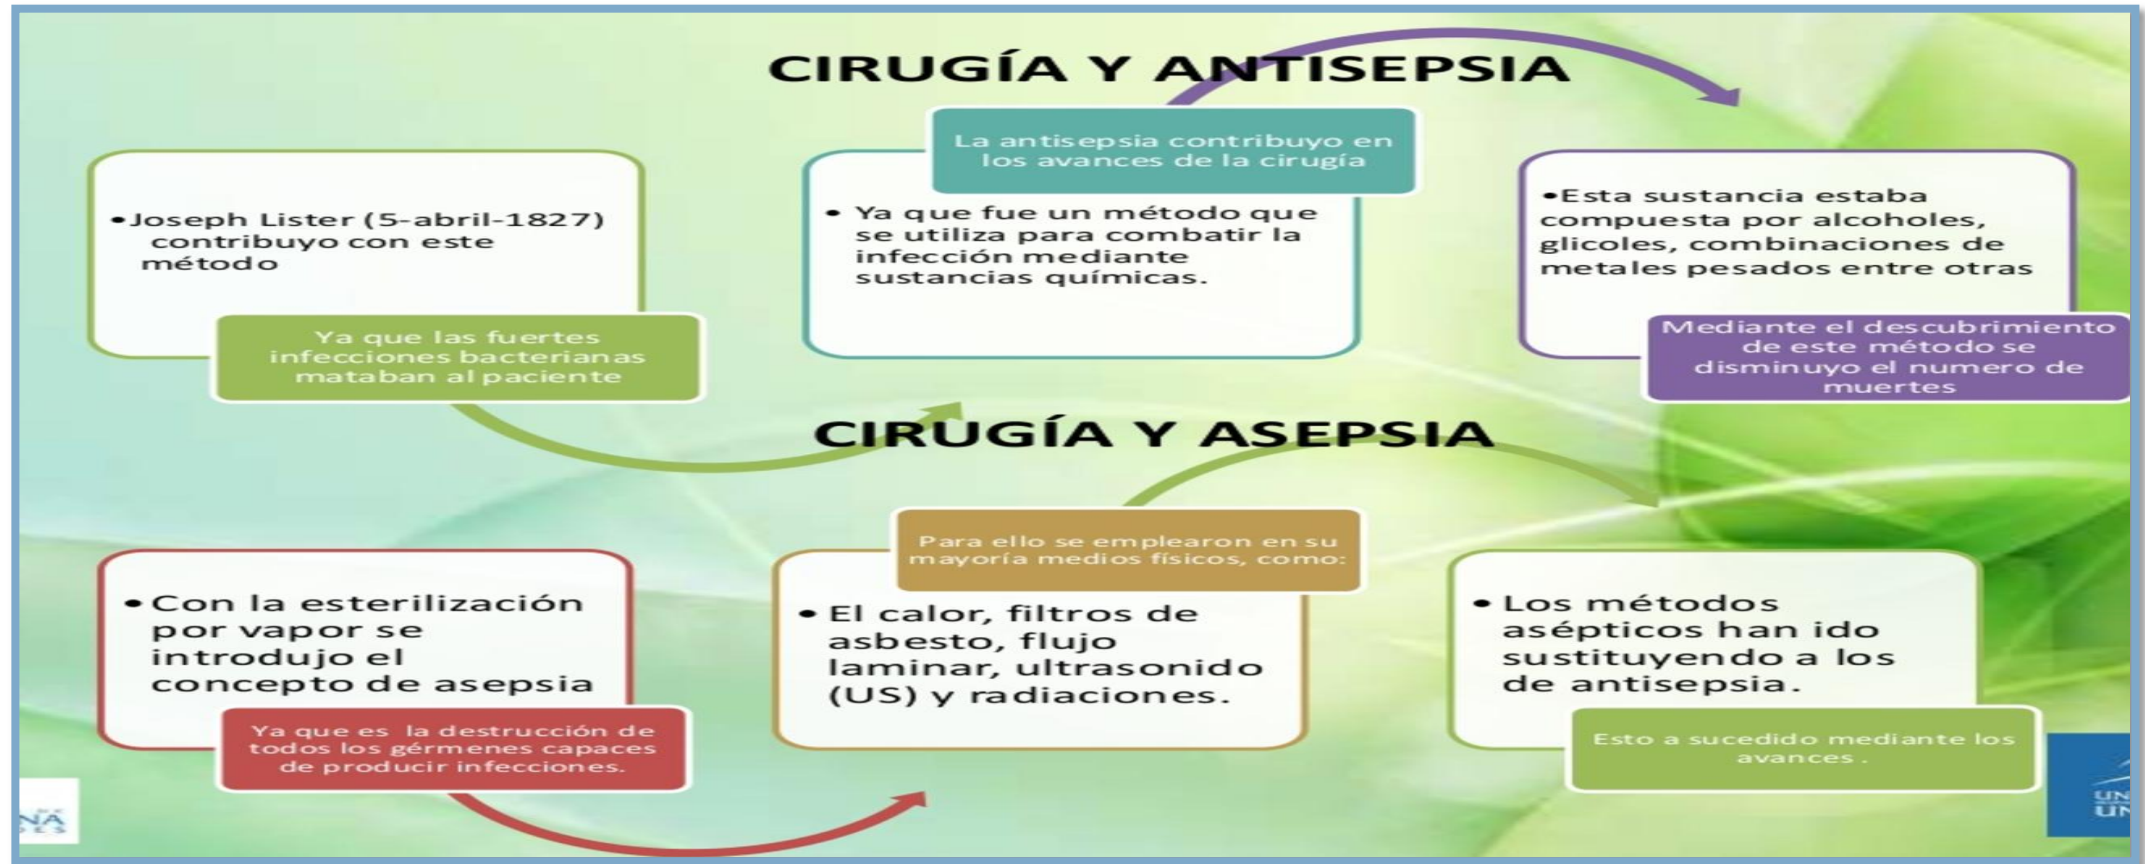 CIRUGÍA Y ANTISEPSIA
•Joseph Lister (5-abril-1827)
contribuyo con este
método
Ya que las fuertes
infecciones bacterianas
mataban al paciente
La antisepsia contribuyo en
los avances de la cirugía
• Ya que fue un método que
se utiliza para combatir la
infección mediante
sustancias químicas.
•Esta sustancia estaba
compuesta por alcoholes,
glicoles, combinaciones de
metales pesados entre otras
Mediante el descubrimiento
de este método se
disminuyo el numero de
muertes
CIRUGÍA Y ASEPSIA
• Con la esterilización
por vapor se
introdujo el
concepto de asepsia
Ya que es la destrucción de
todos los gérmenes capaces
de producir infecciones.
Para ello se emplearon en su
mayoría medios físicos, como:
• El calor, filtros de
asbesto, flujo
laminar, ultrasonido
(US) y radiaciones.
• Los métodos
asépticos han ido
sustituyendo a los
de antisepsia.
Esto a sucedido mediante los
avances .